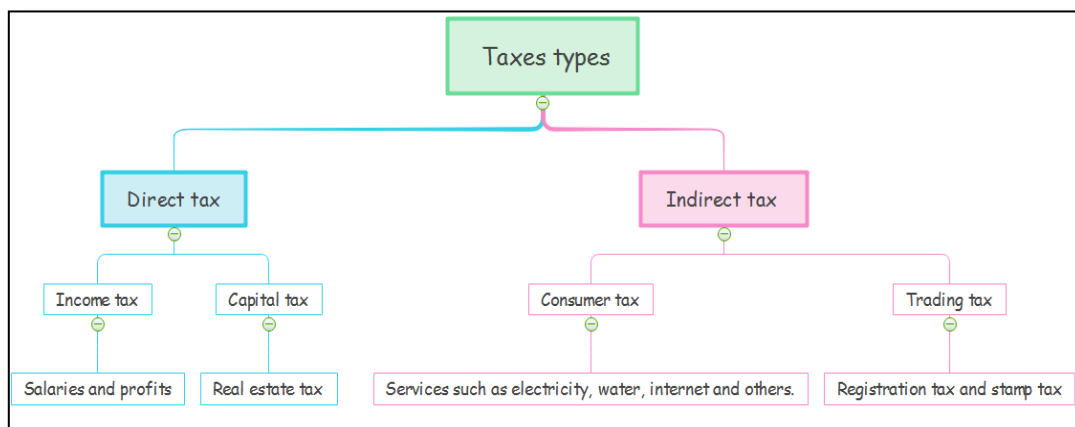 Taxes types
Direct tax
Indirect tax
Income tax
Capital tax
Consumer tax
Trading tax
Salaries and profits
Real estate tax
Services such as electricity, water, internet and others.
Registration tax and stamp tax